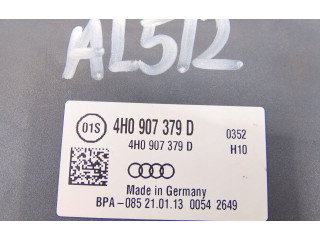 AL512
01S 4H0 907 379 D 0352
4H0 907 379 D H10
Made in Germany
BPA-085 21.01.13 0054 2649